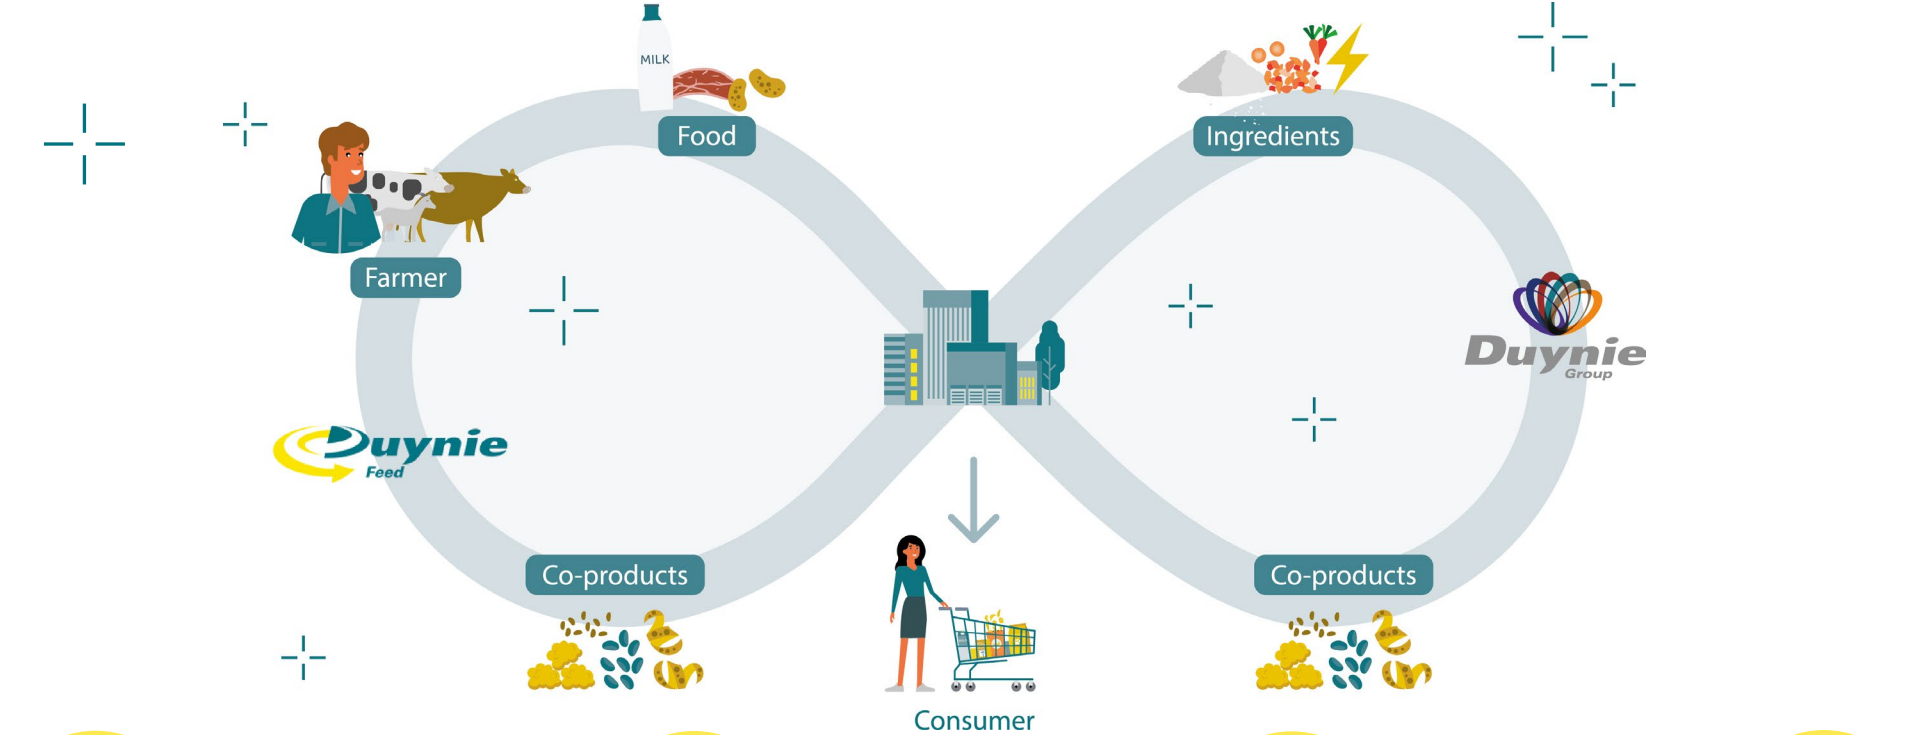 MILK
Food
Ingredients
Farmer
Duynie
Group
Duynie
Feed
Co-products
Co-products
Consumer